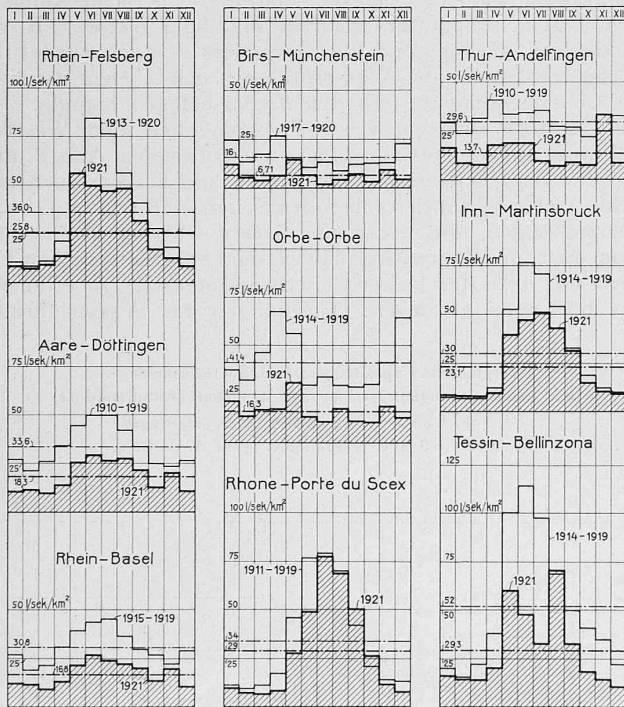 I II III IV V VI VII VIII IX X XI XII
Rhein-Felsberg
100 l/sek/km²
1913-1920
75
1921
50
36,0
25,8
25
Aare-Döttingen
75 l/sek/km²
1910-1919
50
33,6
25
18,3
1921
Rhein-Basel
50 l/sek/km²
1915-1919
30,8
25
16,8
1921
I II III IV V VI VII VIII IX X XI XII
Birs-Münchenstein
50 l/sek/km²
25
1917-1920
16
6,71
1921
Orbe-Orbe
75 l/sek/km²
1914-1919
50
41,4
1921
25
16,3
Rhone-Porte du Scex
100 l/sek/km²
75
1911-1919
50
1921
34
29
25
I II III IV V VI VII VIII IX X XI XII
Thur-Andelfingen
50 l/sek/km²
1910-1919
29,6
25
13,7
1921
Inn-Martinsbruck
75 l/sek/km²
1914-1919
50
1921
30
25
23,1
Tessin-Bellinzona
125
100 l/sek/km²
1914-1919
75
1921
52
50
29,3
25